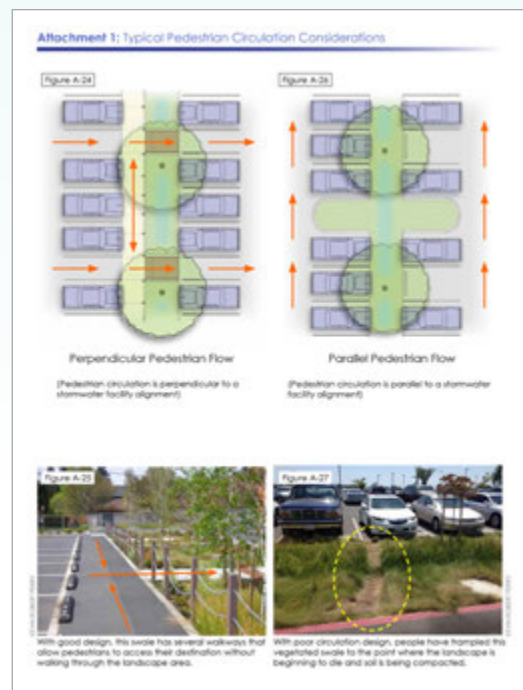 Attachment 1: Typical Pedestrian Circulation Considerations
Figure A-24
Figure A-26
Perpendicular Pedestrian Flow
Parallel Pedestrian Flow
(Pedestrian circulation is perpendicular to a
stormwater facility alignment)
(Pedestrian circulation is parallel to a stormwater
facility alignment)
Figure A-25
Figure A-27
With good design, this swale has several walkways that
allow pedestrians to access their destination without
walking through the landscape area.
With poor circulation design, people have trampled this
vegetated swale to the point where the landscape is
beginning to die and soil is being compacted.